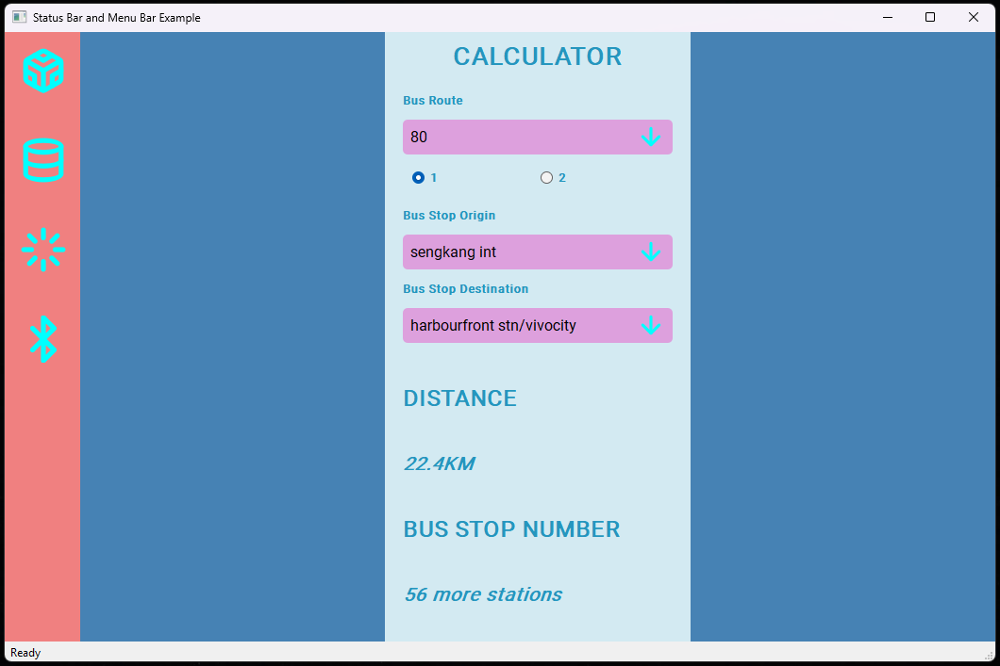 Status Bar and Menu Bar Example
CALCULATOR
Bus Route
80
1 2
Bus Stop Origin
sengkang int
Bus Stop Destination
harbourfront stn/vivocity
DISTANCE
22.4KM
BUS STOP NUMBER
56 more stations
Ready